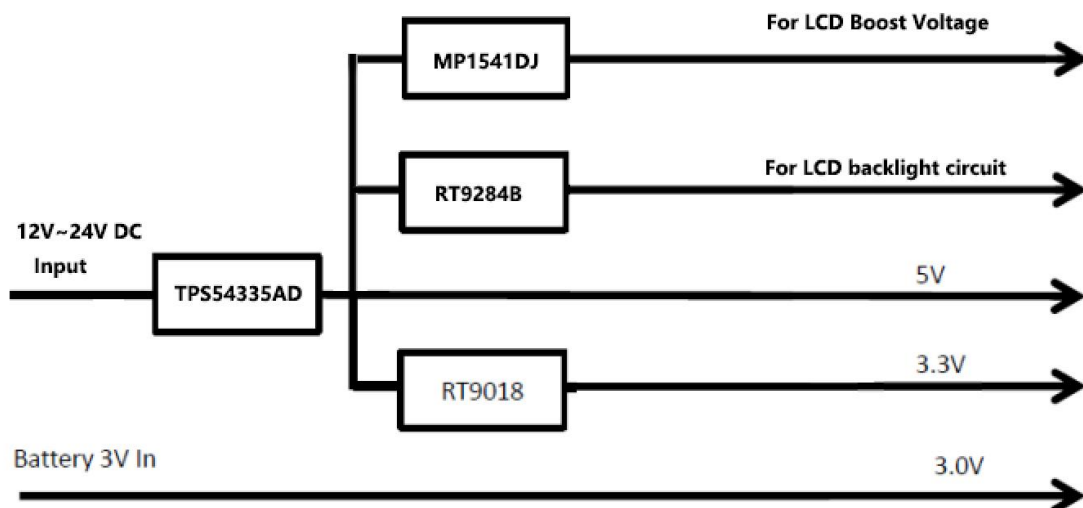 For LCD Boost Voltage
MP1541DJ
For LCD backlight circuit
RT9284B
12V~24V DC
Input
TPS54335AD
5V
3.3V
RT9018
Battery 3V In
3.0V